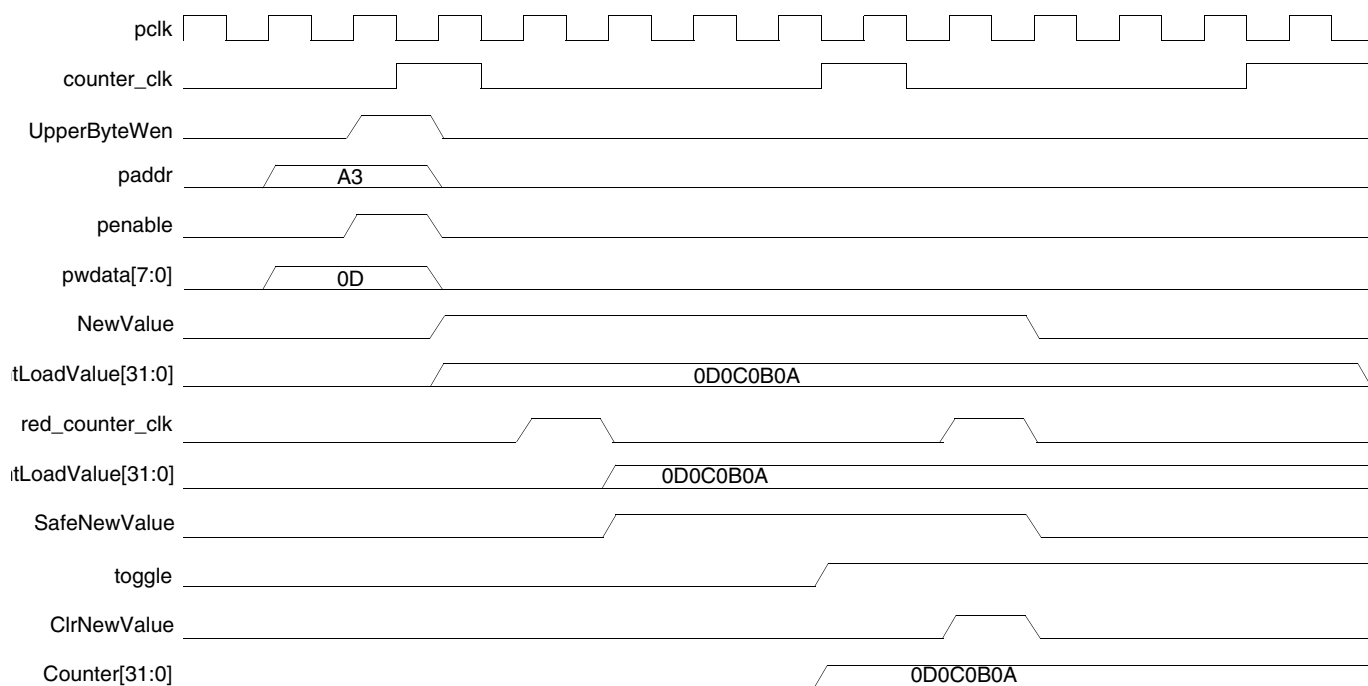 pclk
counter_clk
UpperByteWen
paddr A3
penable
pwdata[7:0] 0D
NewValue
tLoadValue[31:0] 0D0C0B0A
red_counter_clk
tLoadValue[31:0] 0D0C0B0A
SafeNewValue
toggle
ClrNewValue
Counter[31:0] 0D0C0B0A